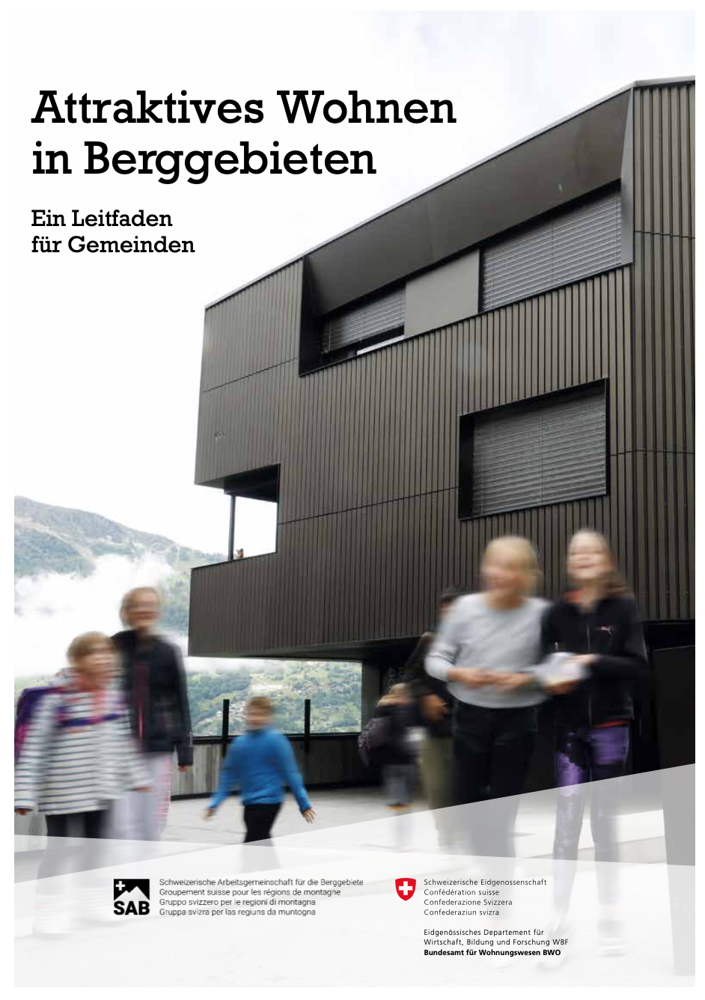 Attraktives Wohnen
in Berggebieten
Ein Leitfaden
für Gemeinden
SAB
Schweizerische Arbeitsgemeinschaft für die Berggebiete
Groupement suisse pour les régions de montagne
Gruppo svizzero per le regioni di montagna
Gruppa svizra per las regiuns da muntogna
Schweizerische Eidgenossenschaft
Confédération suisse
Confederazione Svizzera
Confederaziun svizra
Eidgenössisches Departement für
Wirtschaft, Bildung und Forschung WBF
Bundesamt für Wohnungswesen BWO